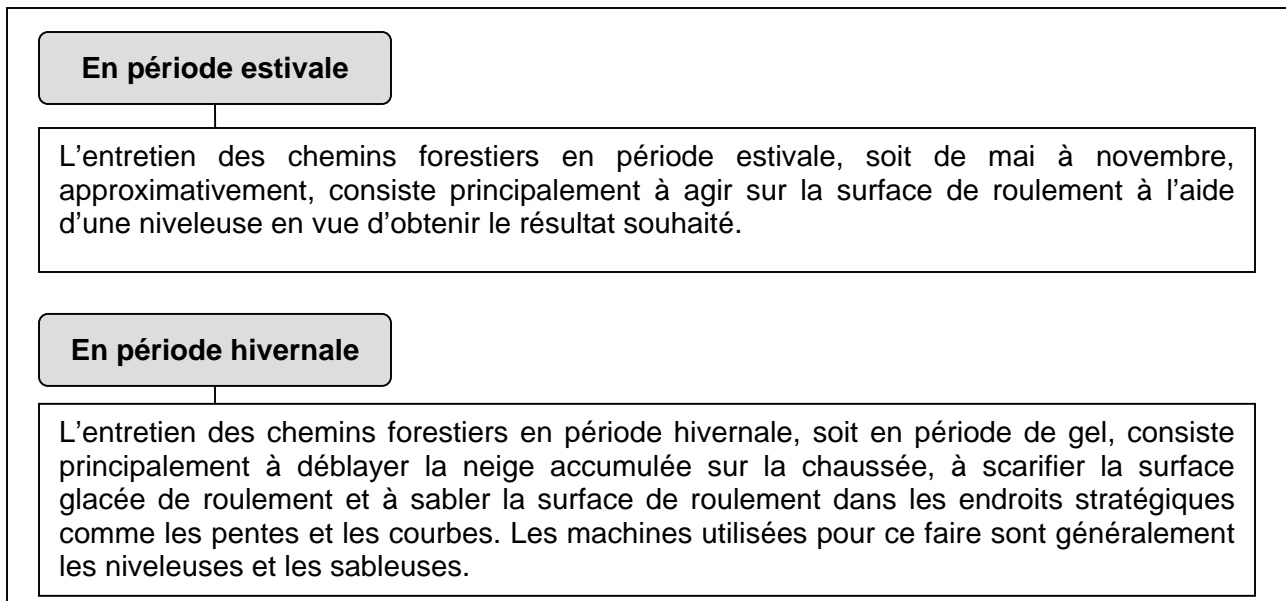 En période estivale
L’entretien des chemins forestiers en période estivale, soit de mai à novembre,
approximativement, consiste principalement à agir sur la surface de roulement à l’aide
d’une niveleuse en vue d’obtenir le résultat souhaité.
En période hivernale
L’entretien des chemins forestiers en période hivernale, soit en période de gel, consiste
principalement à déblayer la neige accumulée sur la chaussée, à scarifier la surface
glacée de roulement et à sabler la surface de roulement dans les endroits stratégiques
comme les pentes et les courbes. Les machines utilisées pour ce faire sont généralement
les niveleuses et les sableuses.